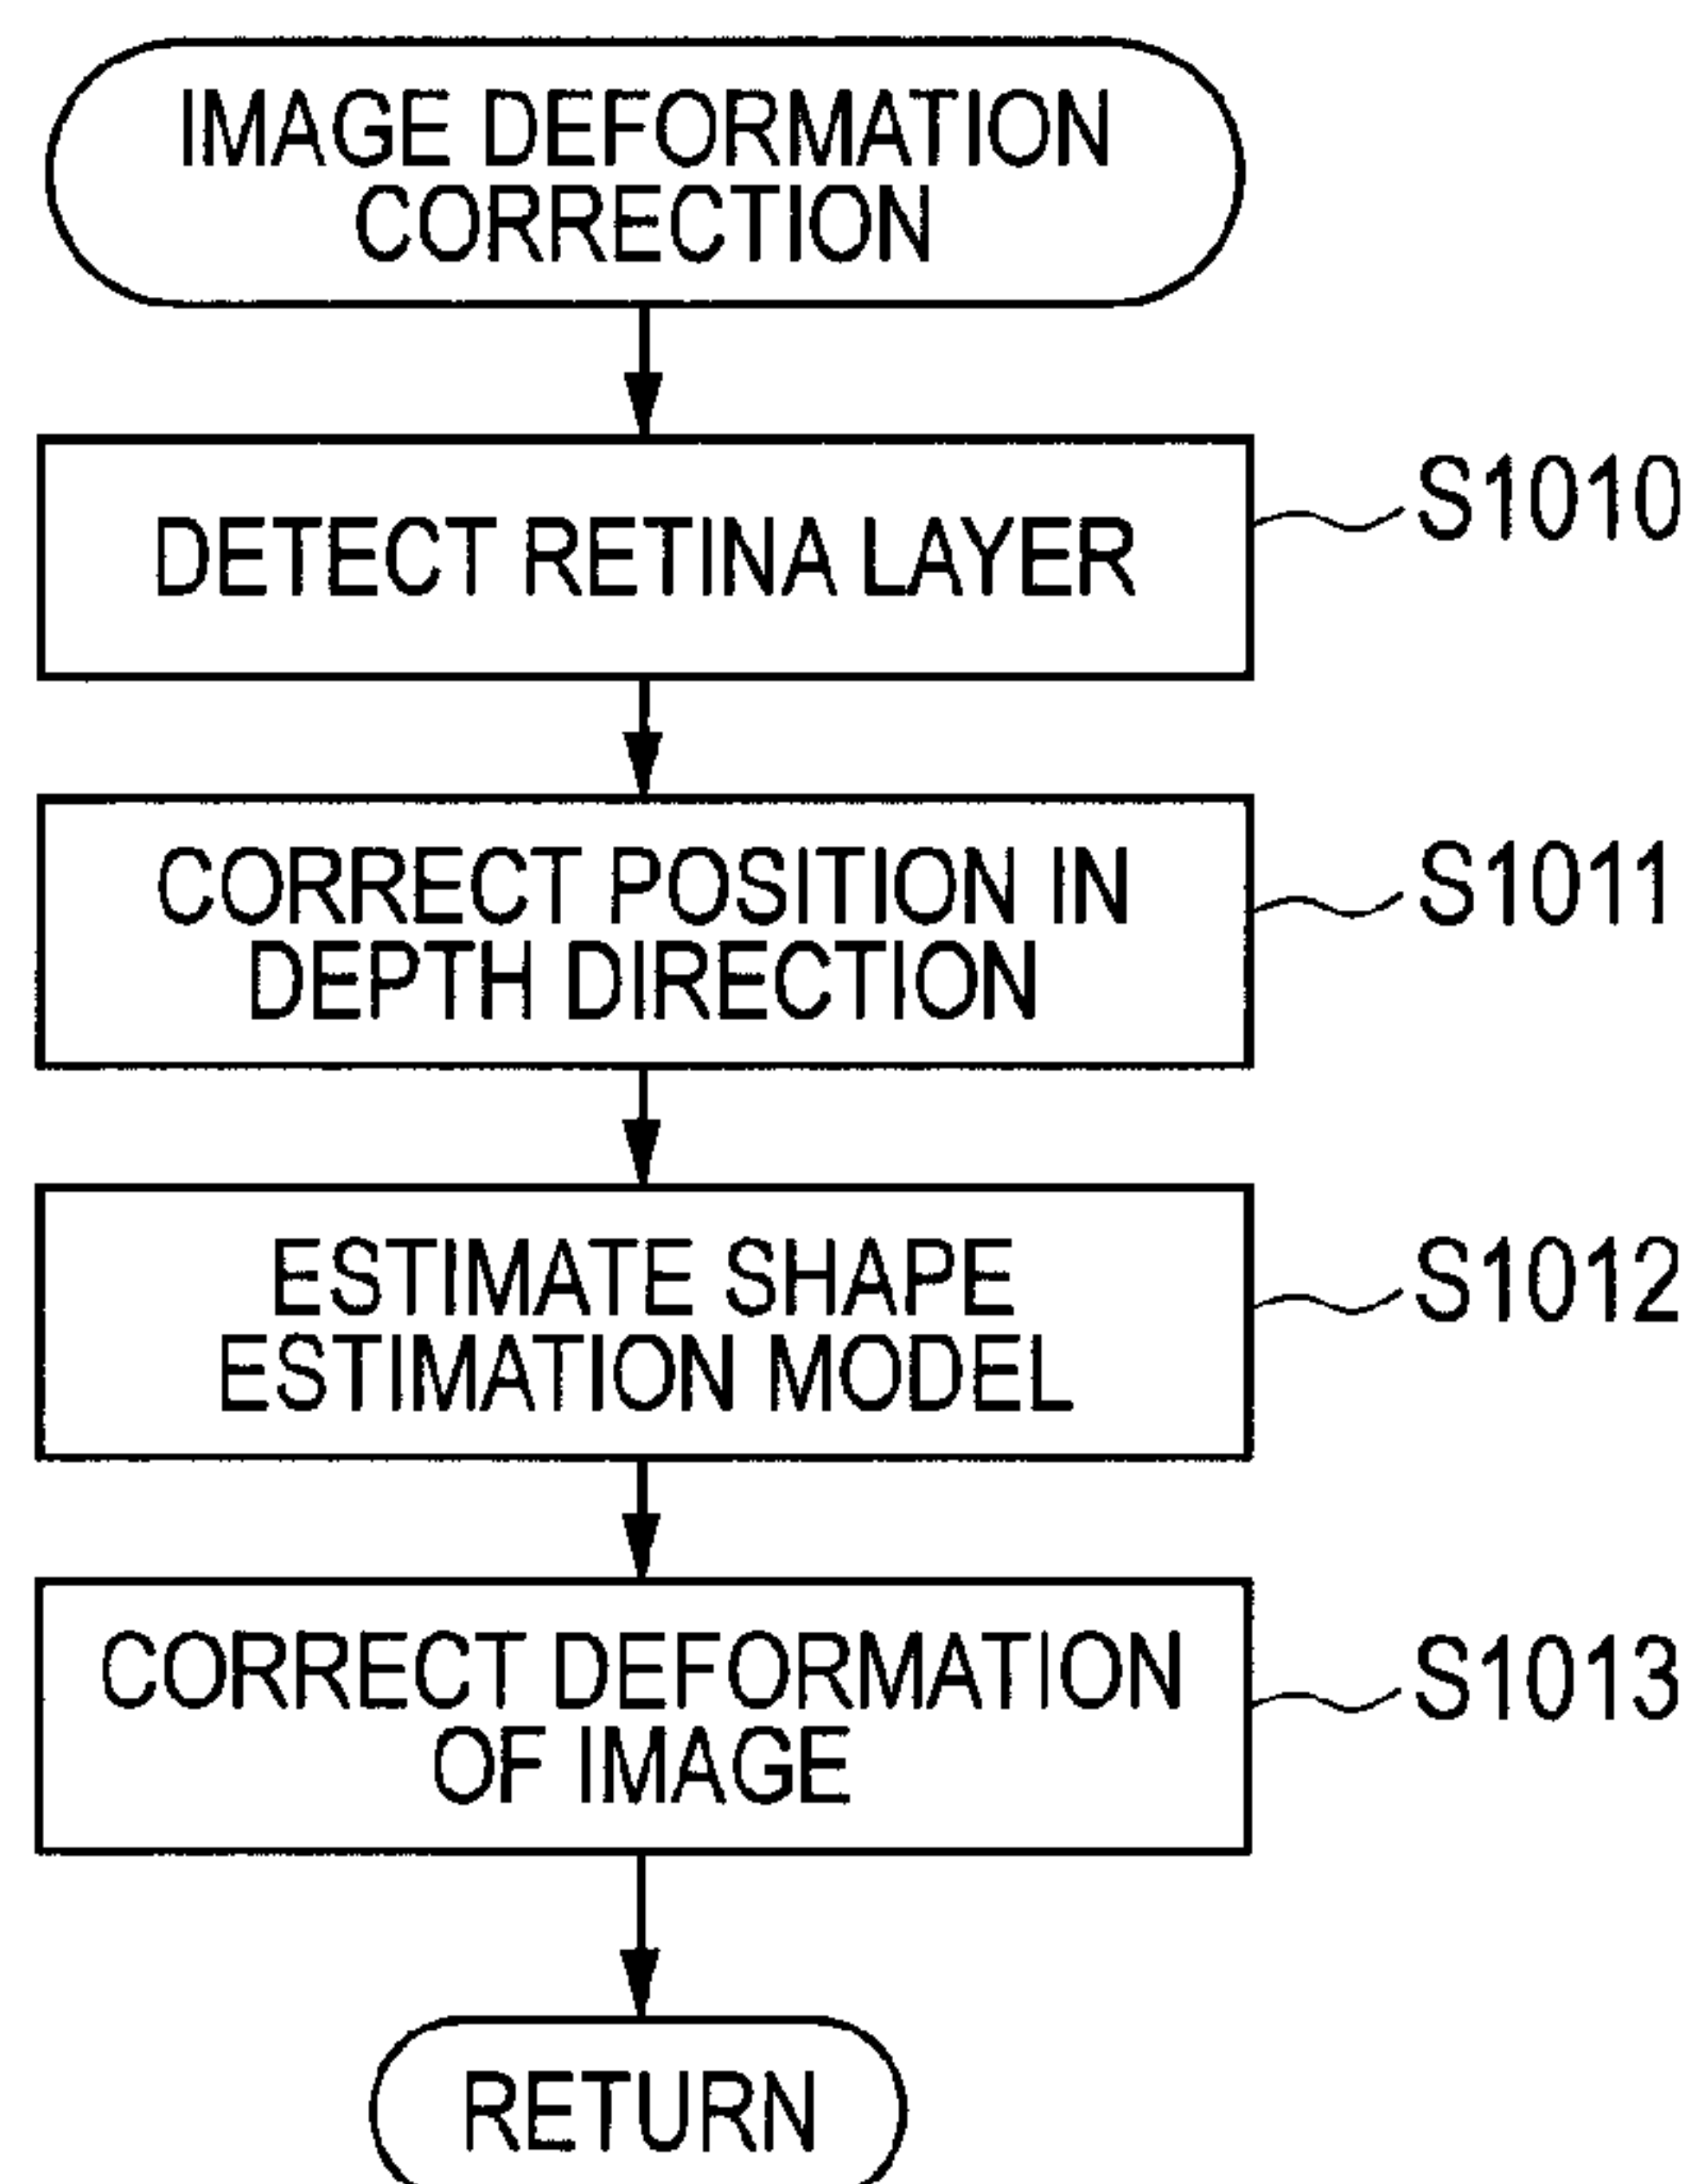 IMAGE DEFORMATION
CORRECTION
DETECT RETINA LAYER
S1010
CORRECT POSITION IN
DEPTH DIRECTION
S1011
ESTIMATE SHAPE
ESTIMATION MODEL
S1012
CORRECT DEFORMATION
OF IMAGE
S1013
RETURN